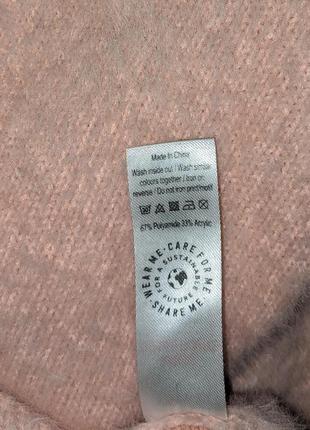 Made In China
Wash inside out / Wash similar
colours together / Iron on
reverse / Do not iron print/motif
67% Polyamide 33% Acrylic
WEAR ME • CARE FOR ME • SHARE ME •
FOR A SUSTAINABLE FUTURE